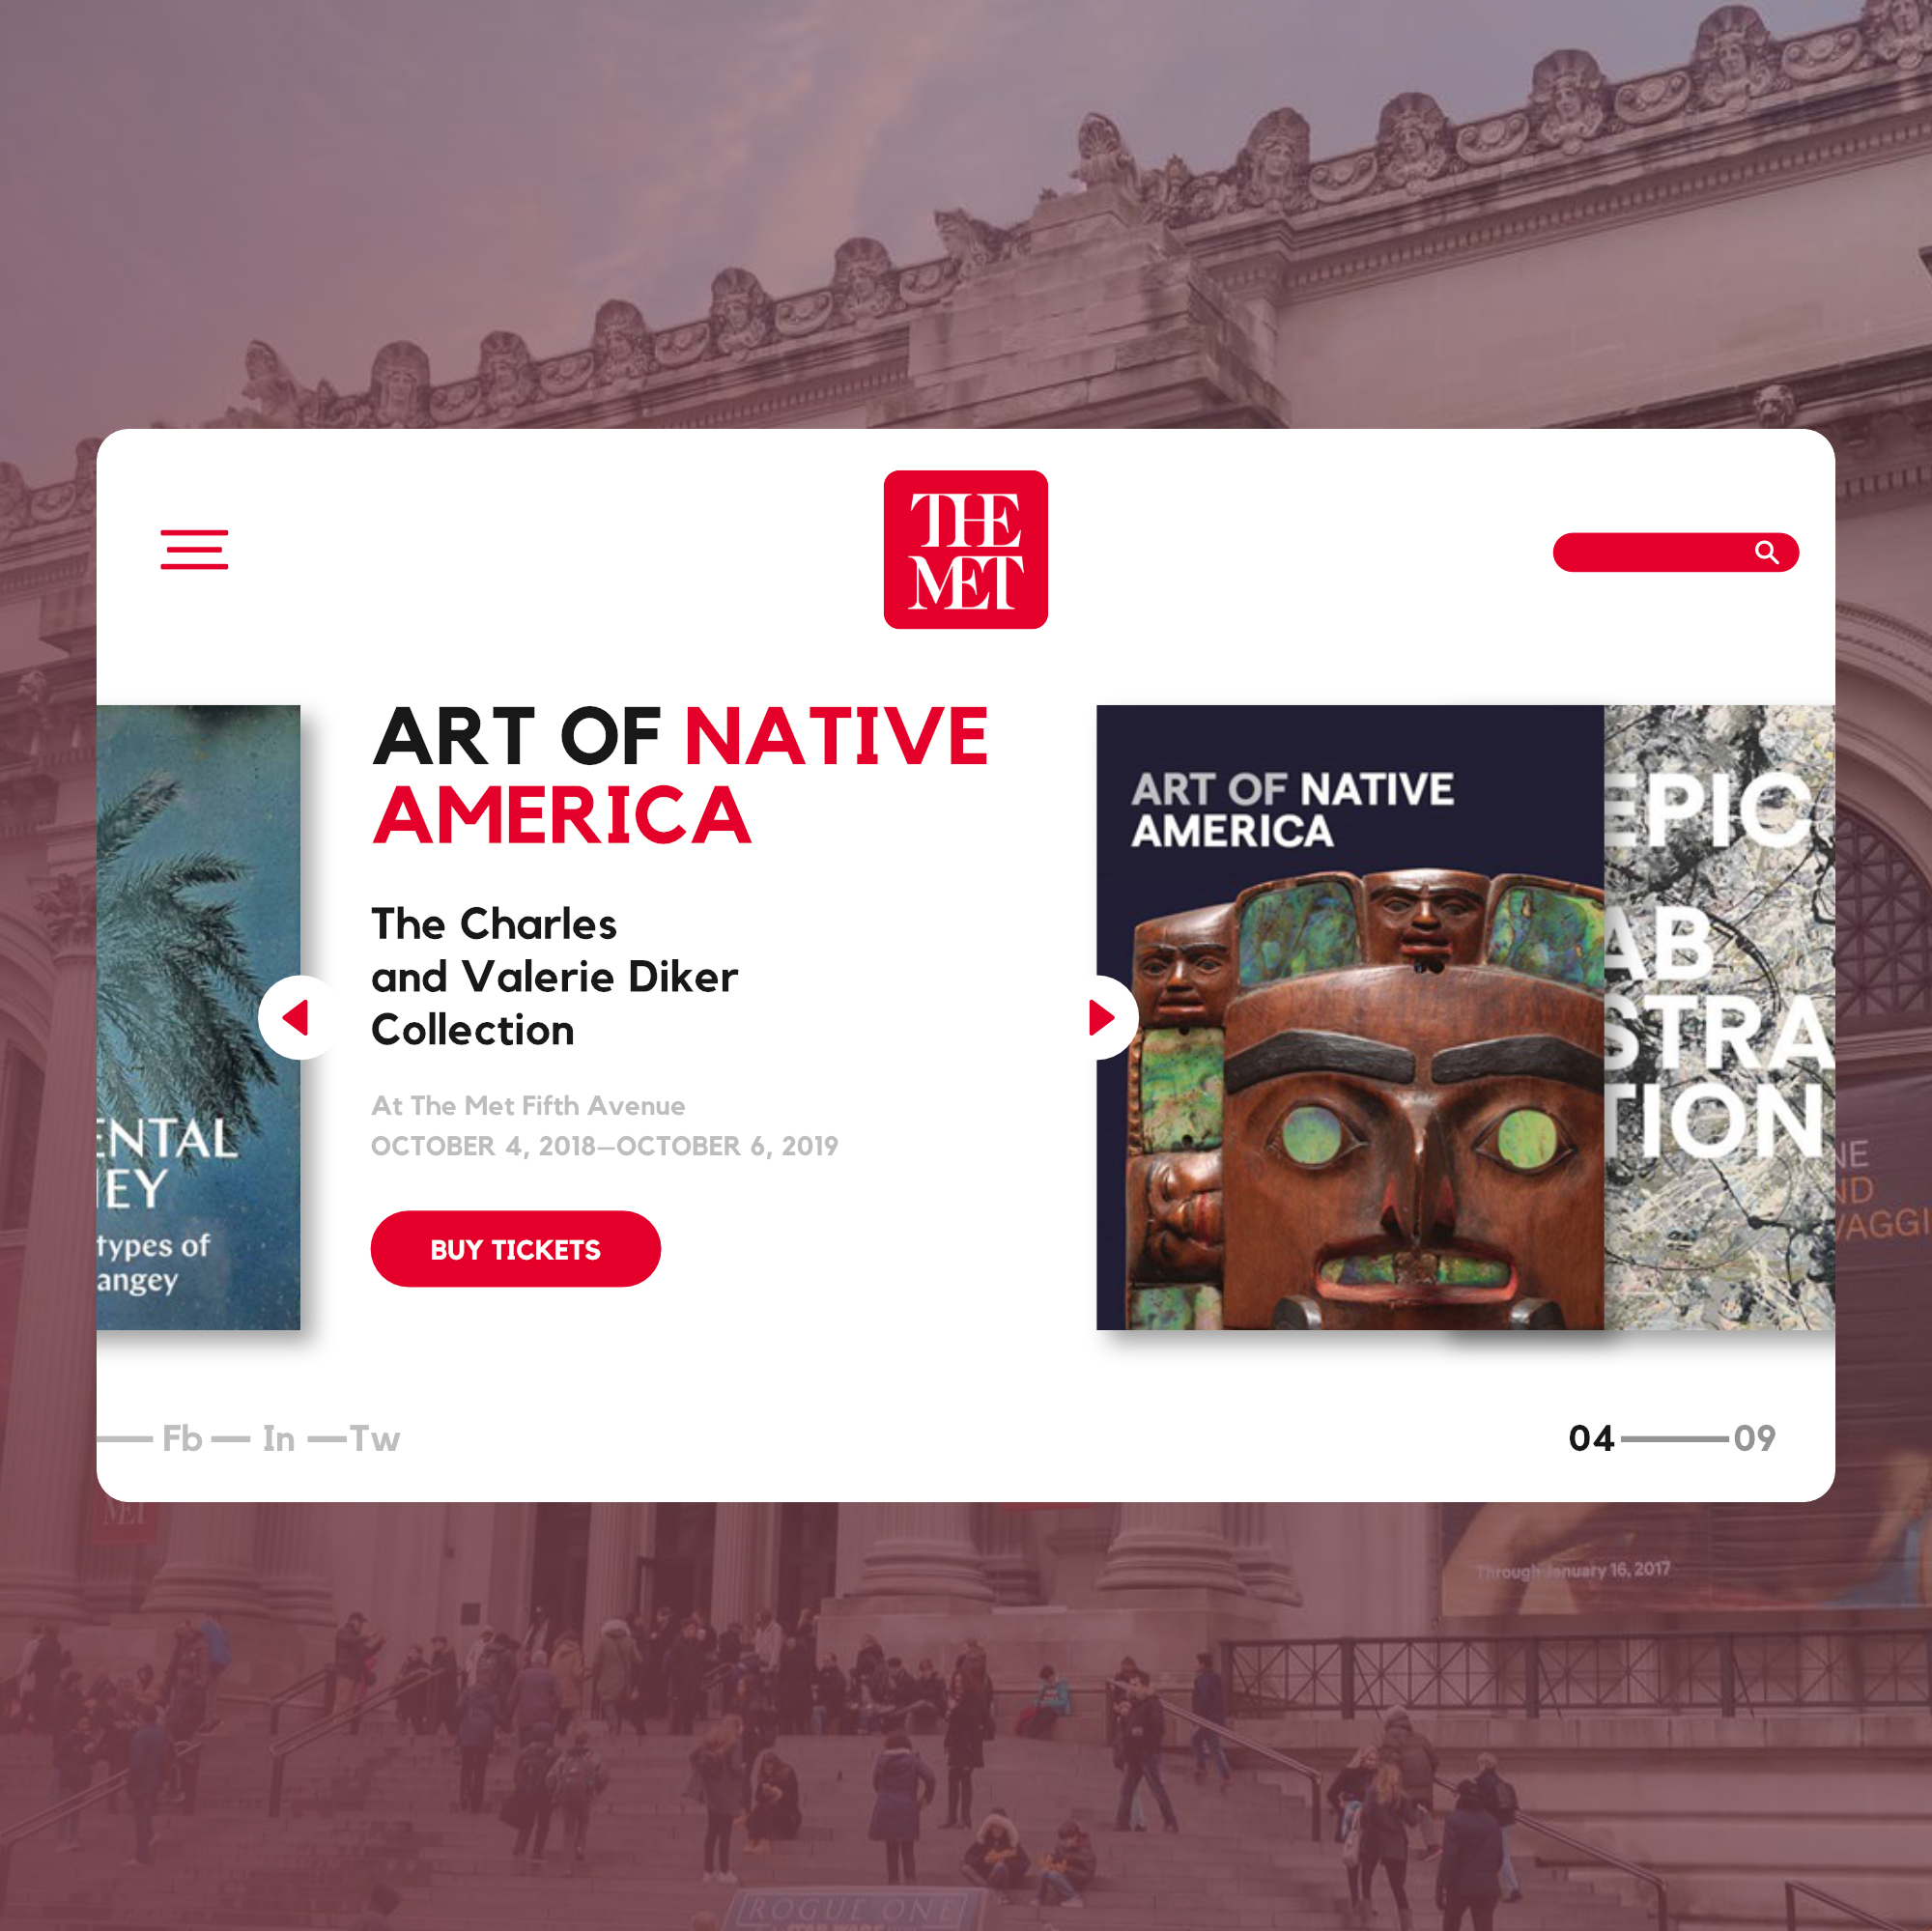 THE
MET
ART OF NATIVE
AMERICA
The Charles
and Valerie Diker
Collection
At The Met Fifth Avenue
OCTOBER 4, 2018—OCTOBER 6, 2019
BUY TICKETS
ENTAL
EY
types of
angey
ART OF NATIVE
AMERICA
EPIC
AB
STRA
TION
NE
ND
VAGGI
Fb In Tw
04 09
MET
Through January 16, 2017
ROGUE ONE